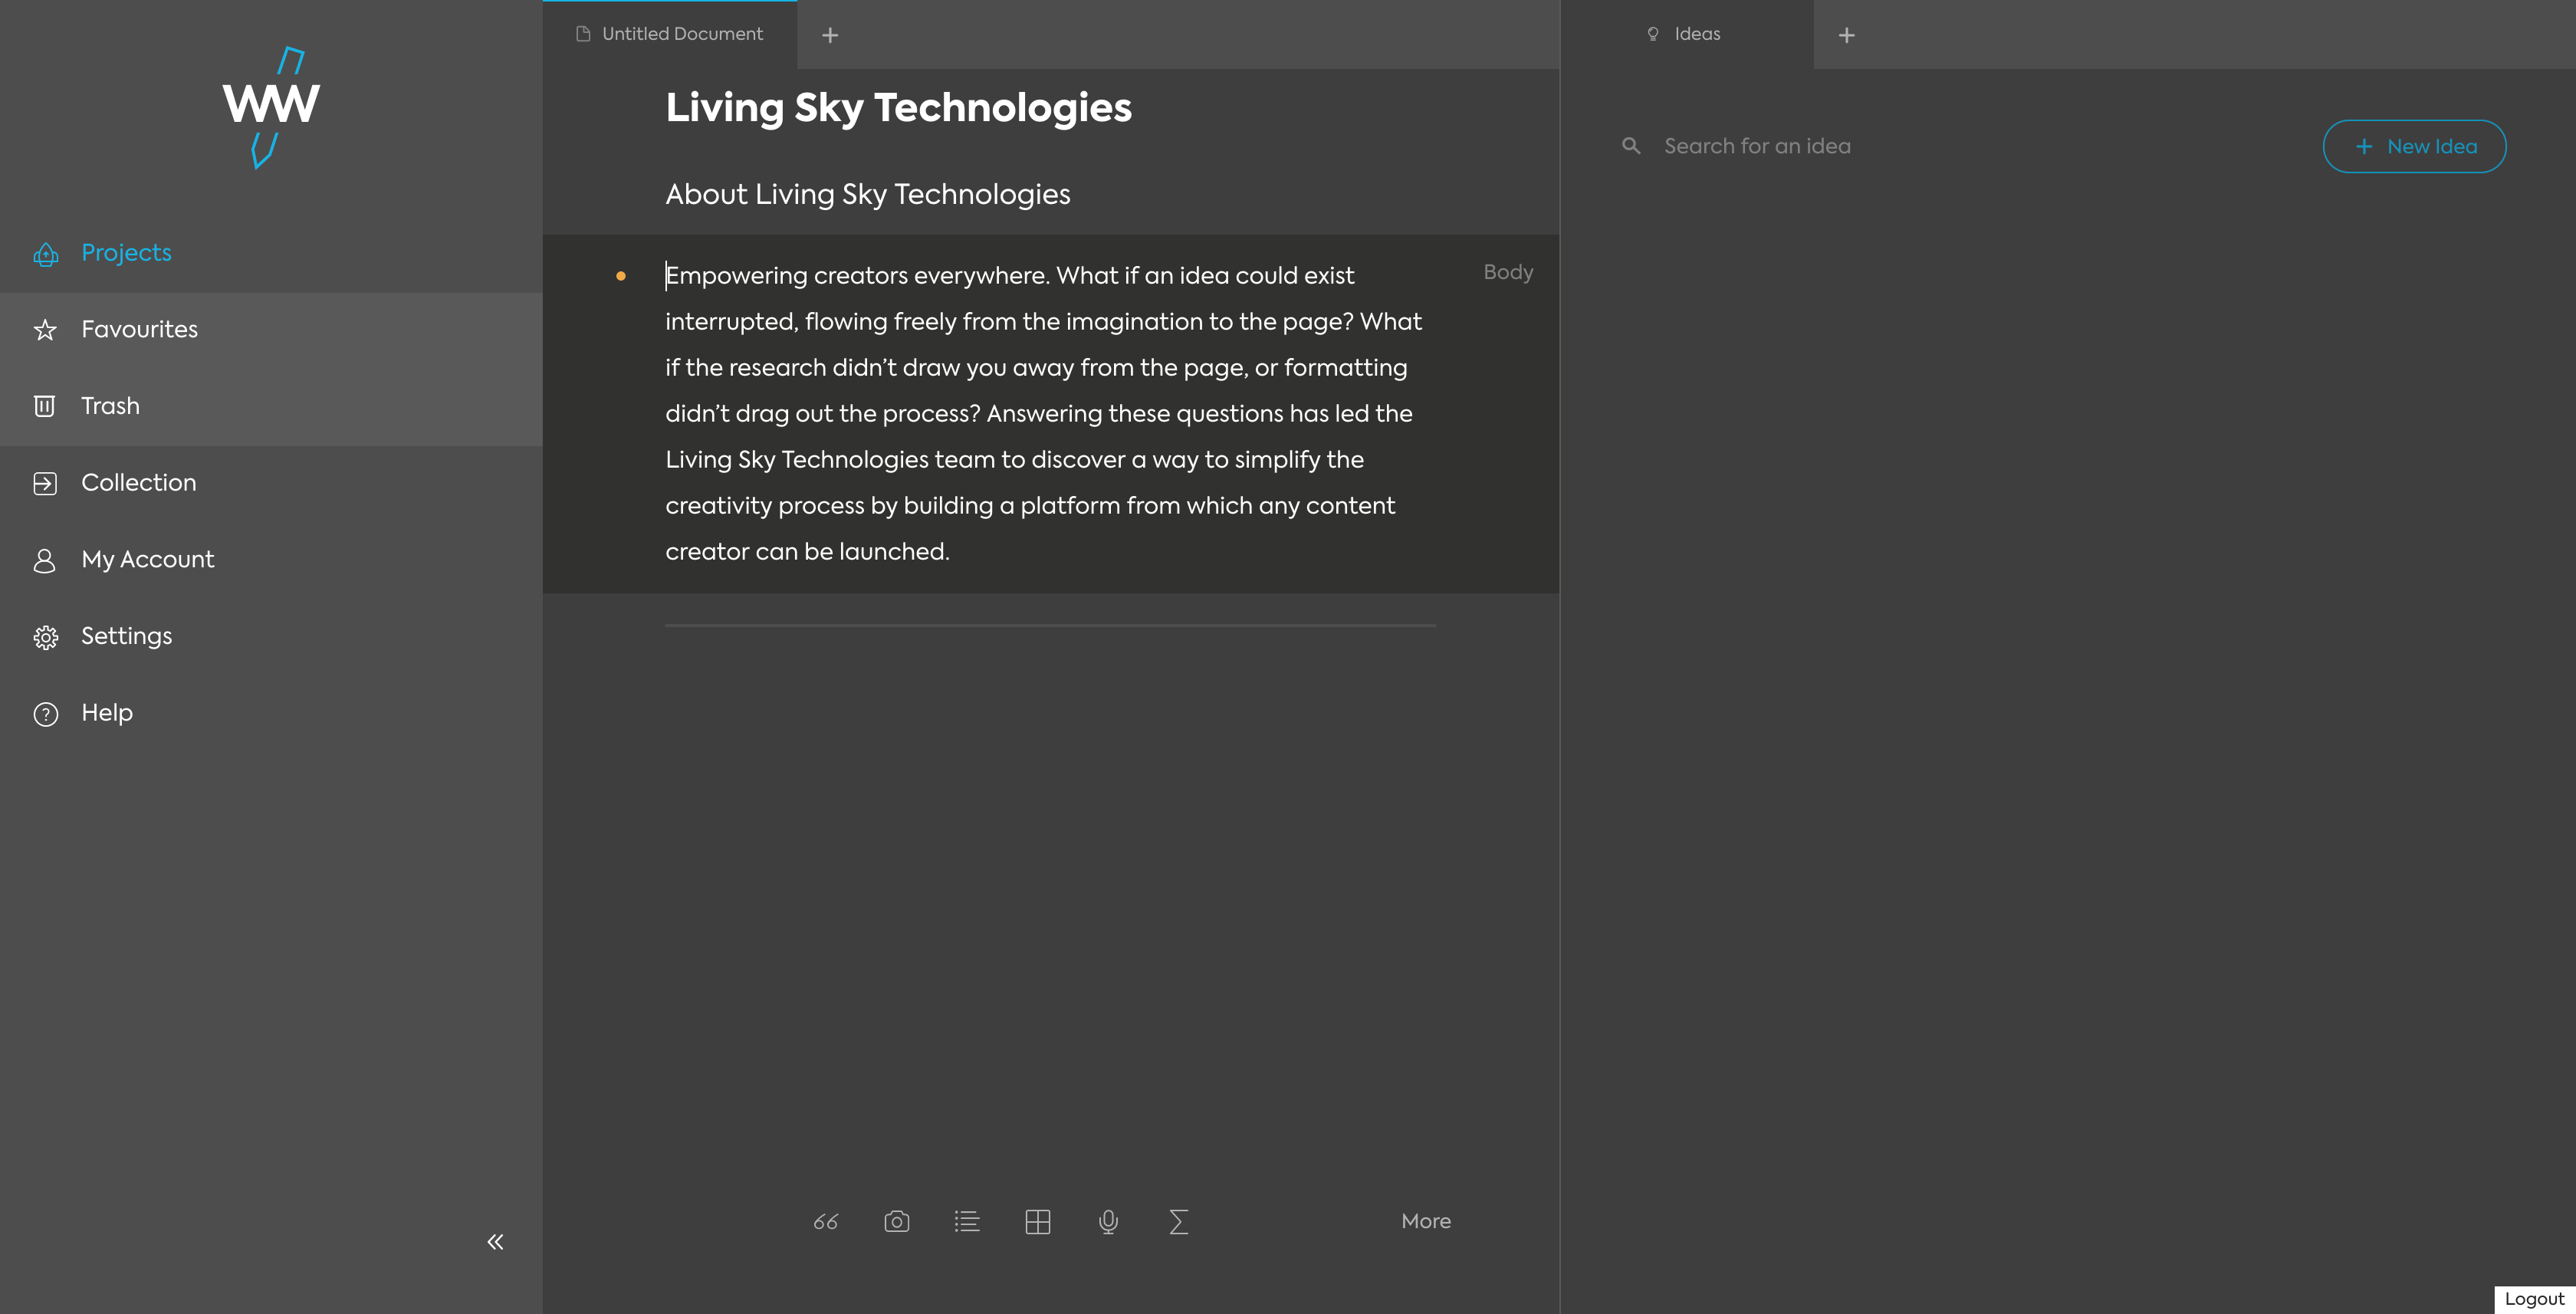 WW
Projects
Favourites
Trash
Collection
My Account
Settings
Help
Untitled Document
Living Sky Technologies
About Living Sky Technologies
Empowering creators everywhere. What if an idea could exist
interrupted, flowing freely from the imagination to the page? What
if the research didn’t draw you away from the page, or formatting
didn’t drag out the process? Answering these questions has led the
Living Sky Technologies team to discover a way to simplify the
creativity process by building a platform from which any content
creator can be launched.
Body
More
Ideas
Search for an idea
+ New Idea
Logout